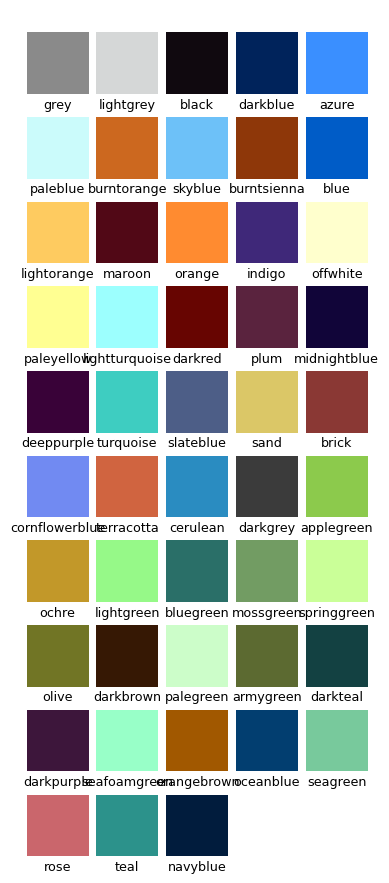 grey lightgrey black darkblue azure
paleblue burntorange skyblue burntsienna blue
lightorange maroon orange indigo offwhite
paleyellow lightturquoise darkred plum midnightblue
deeppurple turquoise slateblue sand brick
cornflowerblue terracotta cerulean darkgrey applegreen
ochre lightgreen bluegreen mossgreen springgreen
olive darkbrown palegreen armygreen darkteal
darkpurple seafoamgreen orangebrown oceanblue seagreen
rose teal navyblue